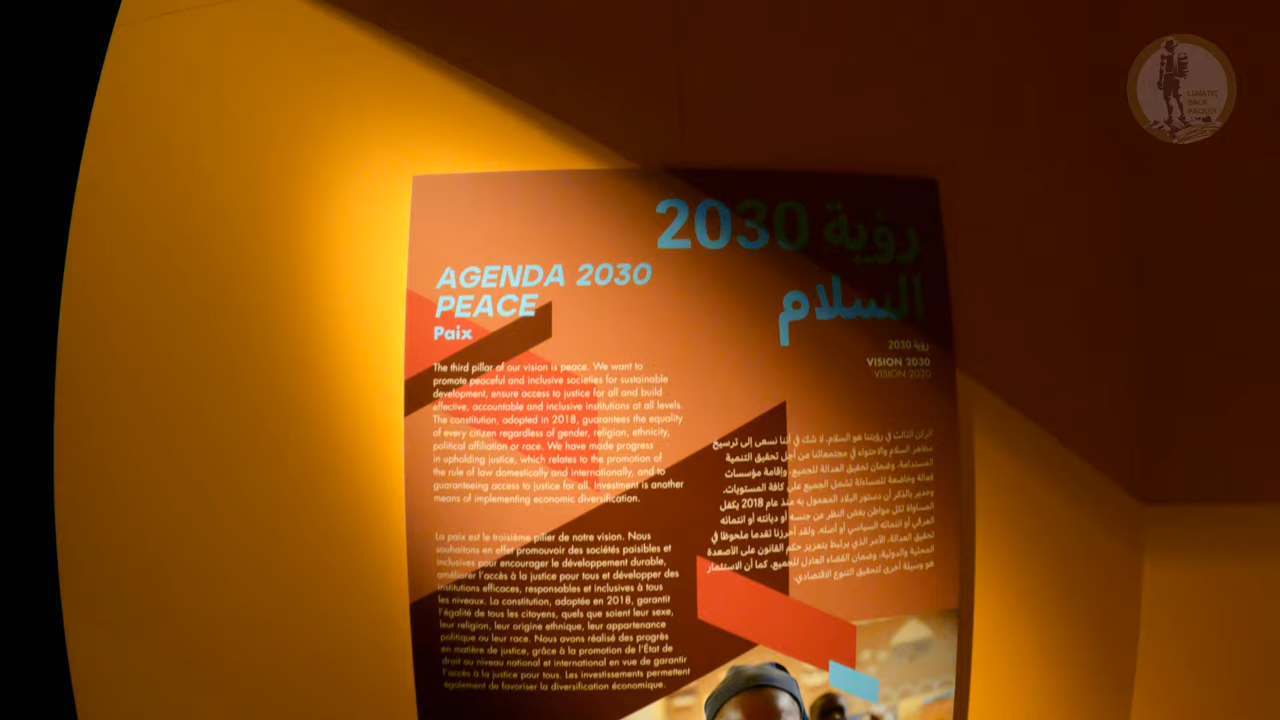 رؤية 2030
السلام
AGENDA 2030
PEACE
Paix
رؤية 2030
VISION 2030
VISION 2020
The third pillar of our vision is peace. We want to
promote peaceful and inclusive societies for sustainable
development, ensure access to justice for all and build
effective, accountable and inclusive institutions at all levels.
The constitution, adopted in 2018, guarantees the equality
of every citizen regardless of gender, religion, ethnicity,
political affiliation or race. We have made progress
in upholding justice, which relates to the promotion of
the rule of law domestically and internationally, and to
guaranteeing access to justice for all. Investment is another
means of implementing economic diversification.
الركن الثالث في رؤيتنا هو السلام. لا شك في أننا نسعى إلى ترسيخ
مظاهر السلام والاحتواء في مجتمعاتنا من أجل تحقيق التنمية
المستدامة، وضمان تحقيق العدالة للجميع، وإقامة مؤسسات
فعالة وخاضعة للمساءلة تشمل الجميع على كافة المستويات.
وجدير بالذكر أن دستور البلاد المعمول به منذ عام 2018 يكفل
المساواة لكل مواطن بغض النظر عن جنسه أو ديانته أو انتمائه
العرقي أو انتمائه السياسي أو أصله. ولقد أحرزنا تقدما ملحوظا في
تحقيق العدالة، الأمر الذي يرتبط بتعزيز حكم القانون على الأصعدة
المحلية والدولية، وضمان القضاء العادل للجميع. كما أن الاستثمار
هو وسيلة أخرى لتحقيق التنوع الاقتصادي.
La paix est le troisième pilier de notre vision. Nous
souhaitons en effet promouvoir des sociétés paisibles et
inclusives pour encourager le développement durable,
améliorer l'accès à la justice pour tous et développer des
institutions efficaces, responsables et inclusives à tous
les niveaux. La constitution, adoptée en 2018, garantit
l'égalité de tous les citoyens, quels que soient leur sexe,
leur religion, leur origine ethnique, leur appartenance
politique ou leur race. Nous avons réalisé des progrès
en matière de justice, grâce à la promotion de l'État de
droit au niveau national et international en vue de garantir
l'accès à la justice pour tous. Les investissements permettent
également de favoriser la diversification économique.
LUNATIC
BACK
PACKER